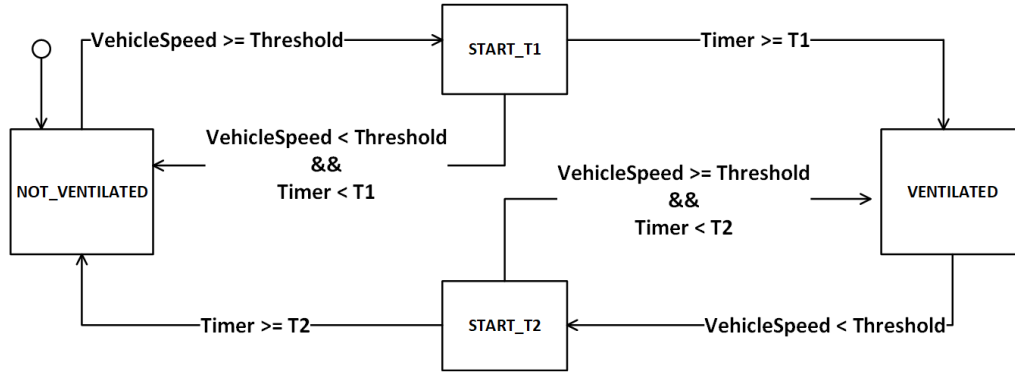 VehicleSpeed >= Threshold
START_T1
Timer >= T1
VehicleSpeed < Threshold
&&
Timer < T1
NOT_VENTILATED
VehicleSpeed >= Threshold
&&
Timer < T2
VENTILATED
Timer >= T2
START_T2
VehicleSpeed < Threshold